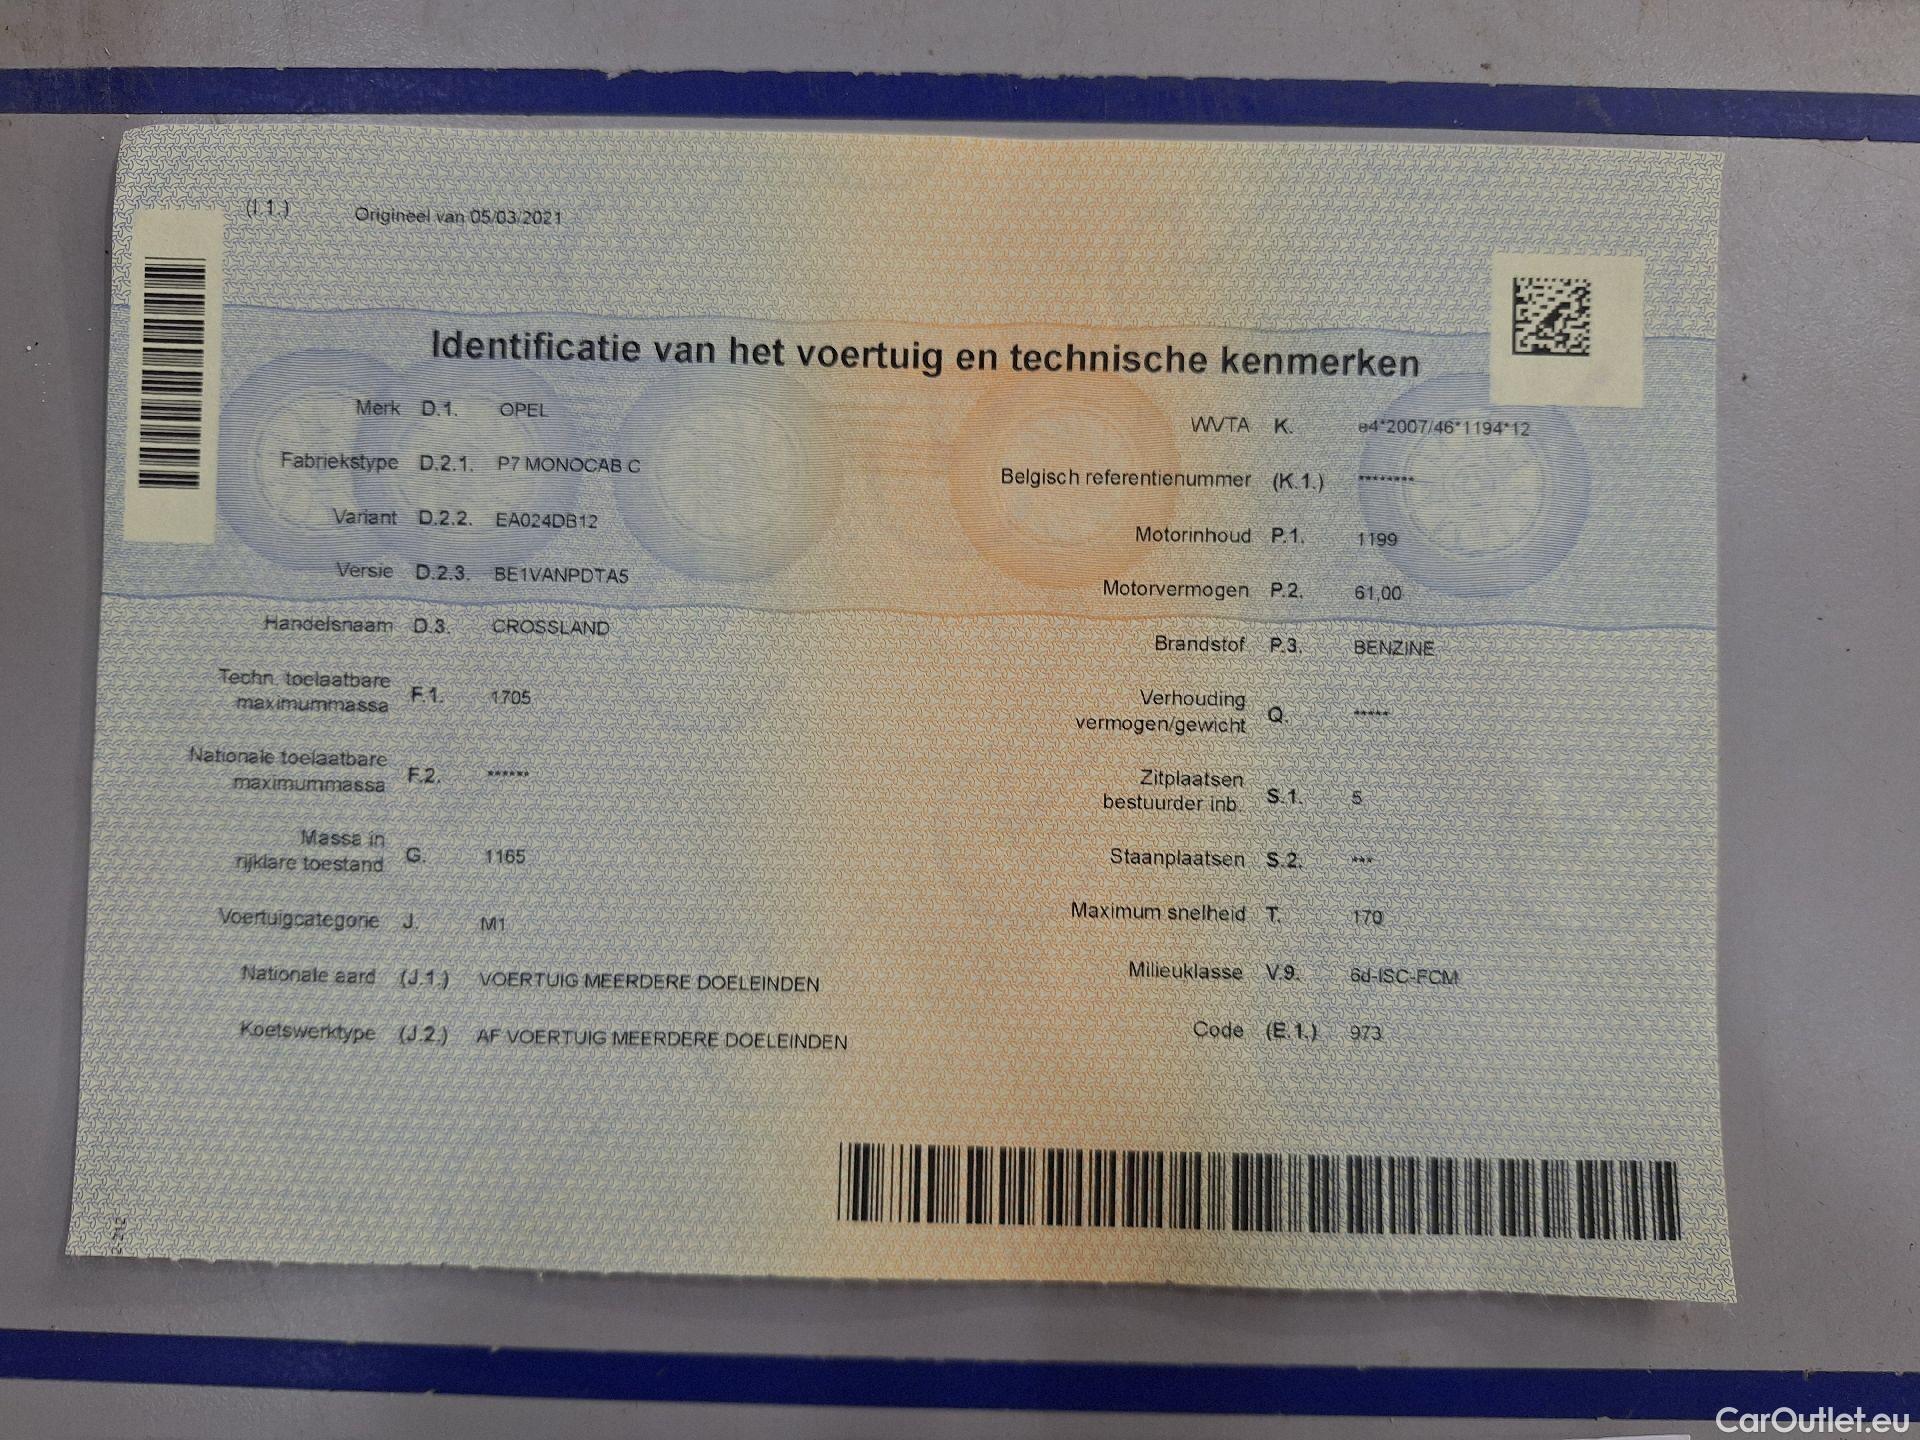 (I.1.) Origineel van 05/03/2021
Identificatie van het voertuig en technische kenmerken
Merk D.1. OPEL
Fabriekstype D.2.1. P7 MONOCAB C
Variant D.2.2. EA024DB12
Versie D.2.3. BE1VANPDTA5
Handelsnaam D.3. CROSSLAND
Techn. toelaatbare
maximummassa F.1. 1705
Nationale toelaatbare
maximummassa F.2. ******
Massa in
rijklare toestand G. 1165
Voertuigcategorie J. M1
Nationale aard (J.1.) VOERTUIG MEERDERE DOELEINDEN
Koetswerktype (J.2.) AF VOERTUIG MEERDERE DOELEINDEN
WVTA K. e4*2007/46*1194*12
Belgisch referentienummer (K.1.) ********
Motorinhoud P.1. 1199
Motorvermogen P.2. 61,00
Brandstof P.3. BENZINE
Verhouding
vermogen/gewicht Q. *****
Zitplaatsen
bestuurder inb. S.1. 5
Staanplaatsen S.2. ***
Maximum snelheid T. 170
Milieuklasse V.9. 6d-ISC-FCM
Code (E.1.) 973
CarOutlet.eu